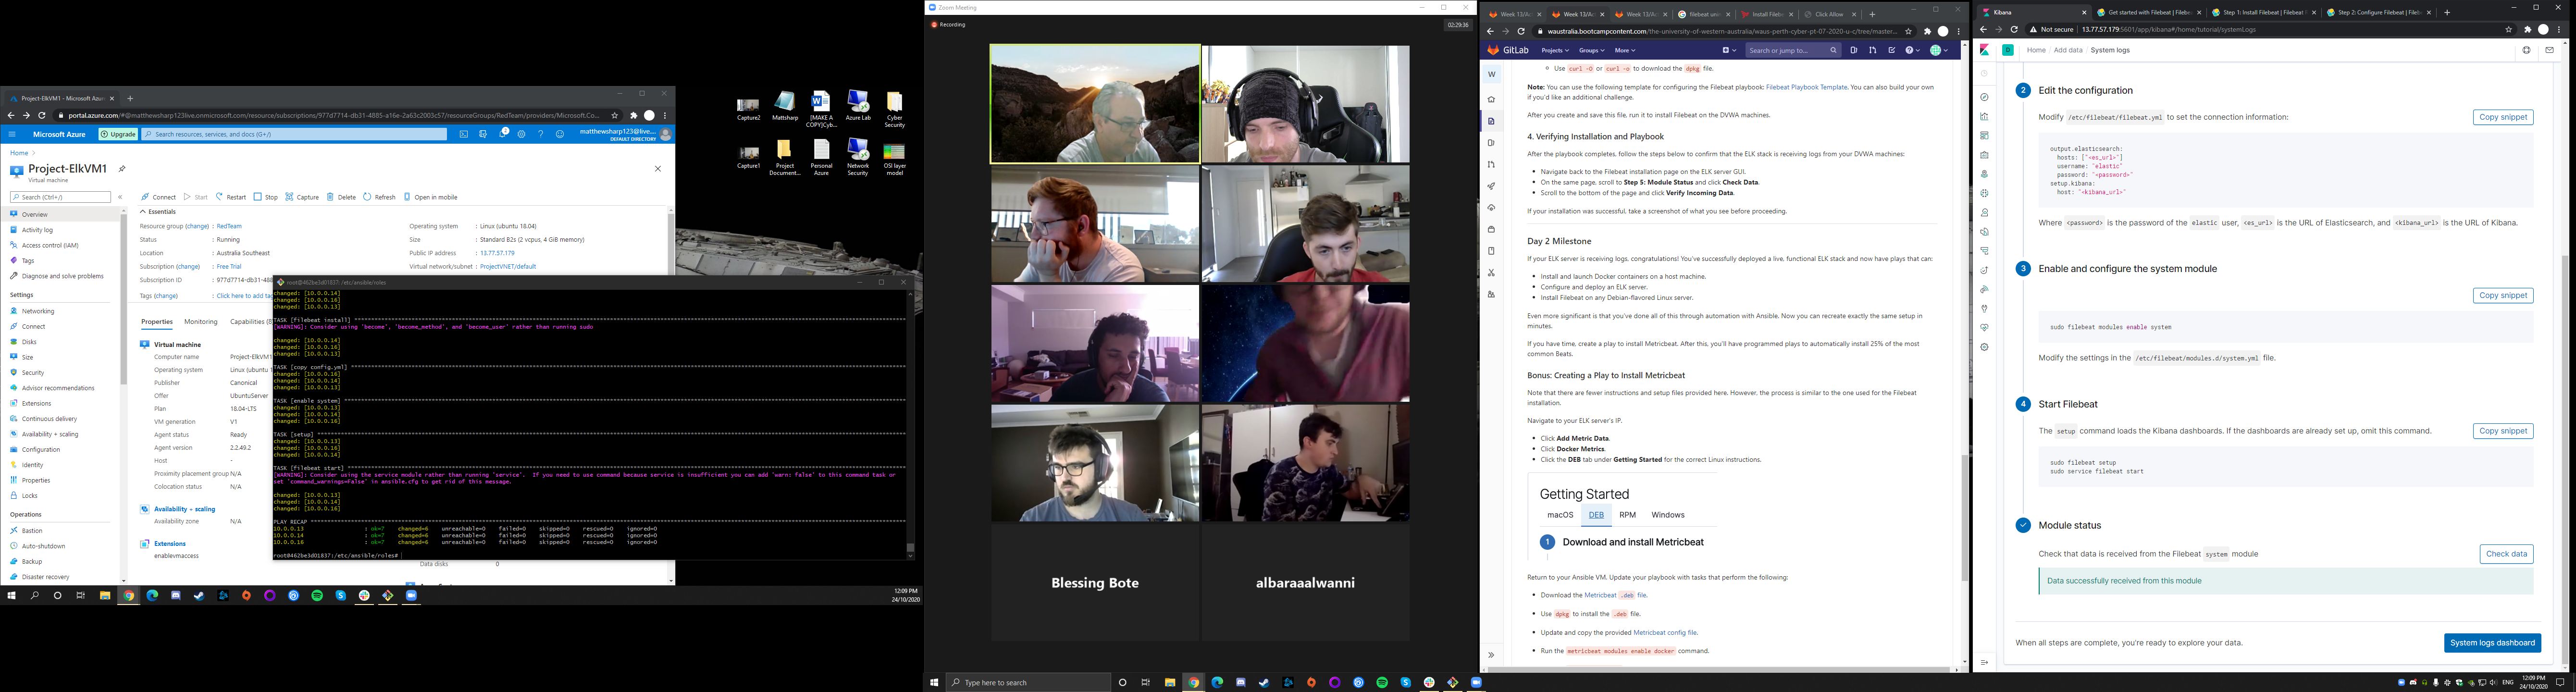 Project-ElkVM1 - Microsoft Azure
portal.azure.com/#@matthewsharp123live.onmicrosoft.com/resource/subscriptions/977d7714-db31-4885-a16e-2a63c2003c57/resourceGroups/RedTeam/providers/Microsoft.Co...
Microsoft Azure
Upgrade
Search resources, services, and docs (G+/)
matthewsharp123@live....
DEFAULT DIRECTORY
Home >
Project-ElkVM1
Virtual machine
Search (Ctrl+/)
Connect Start Restart Stop Capture Delete Refresh Open in mobile
Overview
Activity log
Access control (IAM)
Tags
Diagnose and solve problems
Settings
Networking
Connect
Disks
Size
Security
Advisor recommendations
Extensions
Continuous delivery
Availability + scaling
Configuration
Identity
Properties
Locks
Operations
Bastion
Auto-shutdown
Backup
Disaster recovery
Essentials
Resource group (change) : RedTeam
Status : Running
Location : Australia Southeast
Subscription (change) : Free Trial
Subscription ID : 977d7714-db31-488
Tags (change) : Click here to add tag
Operating system : Linux (ubuntu 18.04)
Size : Standard B2s (2 vcpus, 4 GiB memory)
Public IP address : 13.77.57.179
Virtual network/subnet : ProjectVNET/default
Properties Monitoring Capabilities (8
Virtual machine
Computer name Project-ElkVM1
Operating system Linux (ubuntu 1
Publisher Canonical
Offer UbuntuServer
Plan 18.04-LTS
VM generation V1
Agent status Ready
Agent version 2.2.49.2
Host -
Proximity placement group N/A
Colocation status N/A
Availability + scaling
Availability zone N/A
Extensions
enablevmaccess
Data disks 0
root@462be3d01837: /etc/ansible/roles
changed: [10.0.0.14]
changed: [10.0.0.16]
changed: [10.0.0.13]
TASK [filebeat install]
[WARNING]: Consider using 'become', 'become_method', and 'become_user' rather than running sudo
changed: [10.0.0.14]
changed: [10.0.0.16]
changed: [10.0.0.13]
TASK [copy config.yml]
changed: [10.0.0.16]
changed: [10.0.0.14]
changed: [10.0.0.13]
TASK [enable system]
changed: [10.0.0.13]
changed: [10.0.0.14]
changed: [10.0.0.16]
TASK [setup]
changed: [10.0.0.13]
changed: [10.0.0.16]
changed: [10.0.0.14]
TASK [filebeat start]
[WARNING]: Consider using the service module rather than running 'service'. If you need to use command because service is insufficient you can add 'warn: false' to this command task or
set 'command_warnings=False' in ansible.cfg to get rid of this message.
changed: [10.0.0.13]
changed: [10.0.0.14]
changed: [10.0.0.16]
PLAY RECAP
10.0.0.13 : ok=7 changed=6 unreachable=0 failed=0 skipped=0 rescued=0 ignored=0
10.0.0.14 : ok=7 changed=6 unreachable=0 failed=0 skipped=0 rescued=0 ignored=0
10.0.0.16 : ok=7 changed=6 unreachable=0 failed=0 skipped=0 rescued=0 ignored=0
root@462be3d01837:/etc/ansible/roles#
Capture2
Mattsharp
[MAKE A COPY]Cyb...
Azure Lab
Cyber Security
Capture1
Project Document...
Personal Azure
Network Security
OSI layer model
12:09 PM
24/10/2020
Zoom Meeting
Recording
02:29:36
Blessing Bote
albaraaalwanni
Type here to search
Week 13/Ac
Week 13/Ac
Week 13/Ac
filebeat uni
Install Fileb
Click Allow
waustralia.bootcampcontent.com/the-university-of-western-australia/waus-perth-cyber-pt-07-2020-u-c/tree/master...
GitLab
Projects Groups More
Search or jump to...
W
Use curl -O or curl -o to download the dpkg file.
Note: You can use the following template for configuring the Filebeat playbook: Filebeat Playbook Template. You can also build your own
if you'd like an additional challenge.
After you create and save this file, run it to install Filebeat on the DVWA machines.
4. Verifying Installation and Playbook
After the playbook completes, follow the steps below to confirm that the ELK stack is receiving logs from your DVWA machines:
Navigate back to the Filebeat installation page on the ELK server GUI.
On the same page, scroll to Step 5: Module Status and click Check Data.
Scroll to the bottom of the page and click Verify Incoming Data.
If your installation was successful, take a screenshot of what you see before proceeding.
Day 2 Milestone
If your ELK server is receiving logs, congratulations! You've successfully deployed a live, functional ELK stack and now have plays that can:
Install and launch Docker containers on a host machine.
Configure and deploy an ELK server.
Install Filebeat on any Debian-flavored Linux server.
Even more significant is that you've done all of this through automation with Ansible. Now you can recreate exactly the same setup in
minutes.
If you have time, create a play to install Metricbeat. After this, you'll have programmed plays to automatically install 25% of the most
common Beats.
Bonus: Creating a Play to Install Metricbeat
Note that there are fewer instructions and setup files provided here. However, the process is similar to the one used for the Filebeat
installation.
Navigate to your ELK server's IP.
Click Add Metric Data.
Click Docker Metrics.
Click the DEB tab under Getting Started for the correct Linux instructions.
Getting Started
macOS DEB RPM Windows
1 Download and install Metricbeat
Return to your Ansible VM. Update your playbook with tasks that perform the following:
Download the Metricbeat .deb file.
Use dpkg to install the .deb file.
Update and copy the provided Metricbeat config file.
Run the metricbeat modules enable docker command.
Kibana
Get started with Filebeat | Filebe
Step 1: Install Filebeat | Filebeat
Step 2: Configure Filebeat | Fileb
Not secure | 13.77.57.179:5601/app/kibana#/home/tutorial/systemLogs
D
Home / Add data / System logs
2 Edit the configuration
Modify /etc/filebeat/filebeat.yml to set the connection information:
Copy snippet
output.elasticsearch:
hosts: ["<es_url>"]
username: "elastic"
password: "<password>"
setup.kibana:
host: "<kibana_url>"
Where <password> is the password of the elastic user, <es_url> is the URL of Elasticsearch, and <kibana_url> is the URL of Kibana.
3 Enable and configure the system module
Copy snippet
sudo filebeat modules enable system
Modify the settings in the /etc/filebeat/modules.d/system.yml file.
4 Start Filebeat
The setup command loads the Kibana dashboards. If the dashboards are already set up, omit this command.
Copy snippet
sudo filebeat setup
sudo service filebeat start
Module status
Check that data is received from the Filebeat system module
Check data
Data successfully received from this module
When all steps are complete, you're ready to explore your data.
System logs dashboard
ENG
12:09 PM
24/10/2020